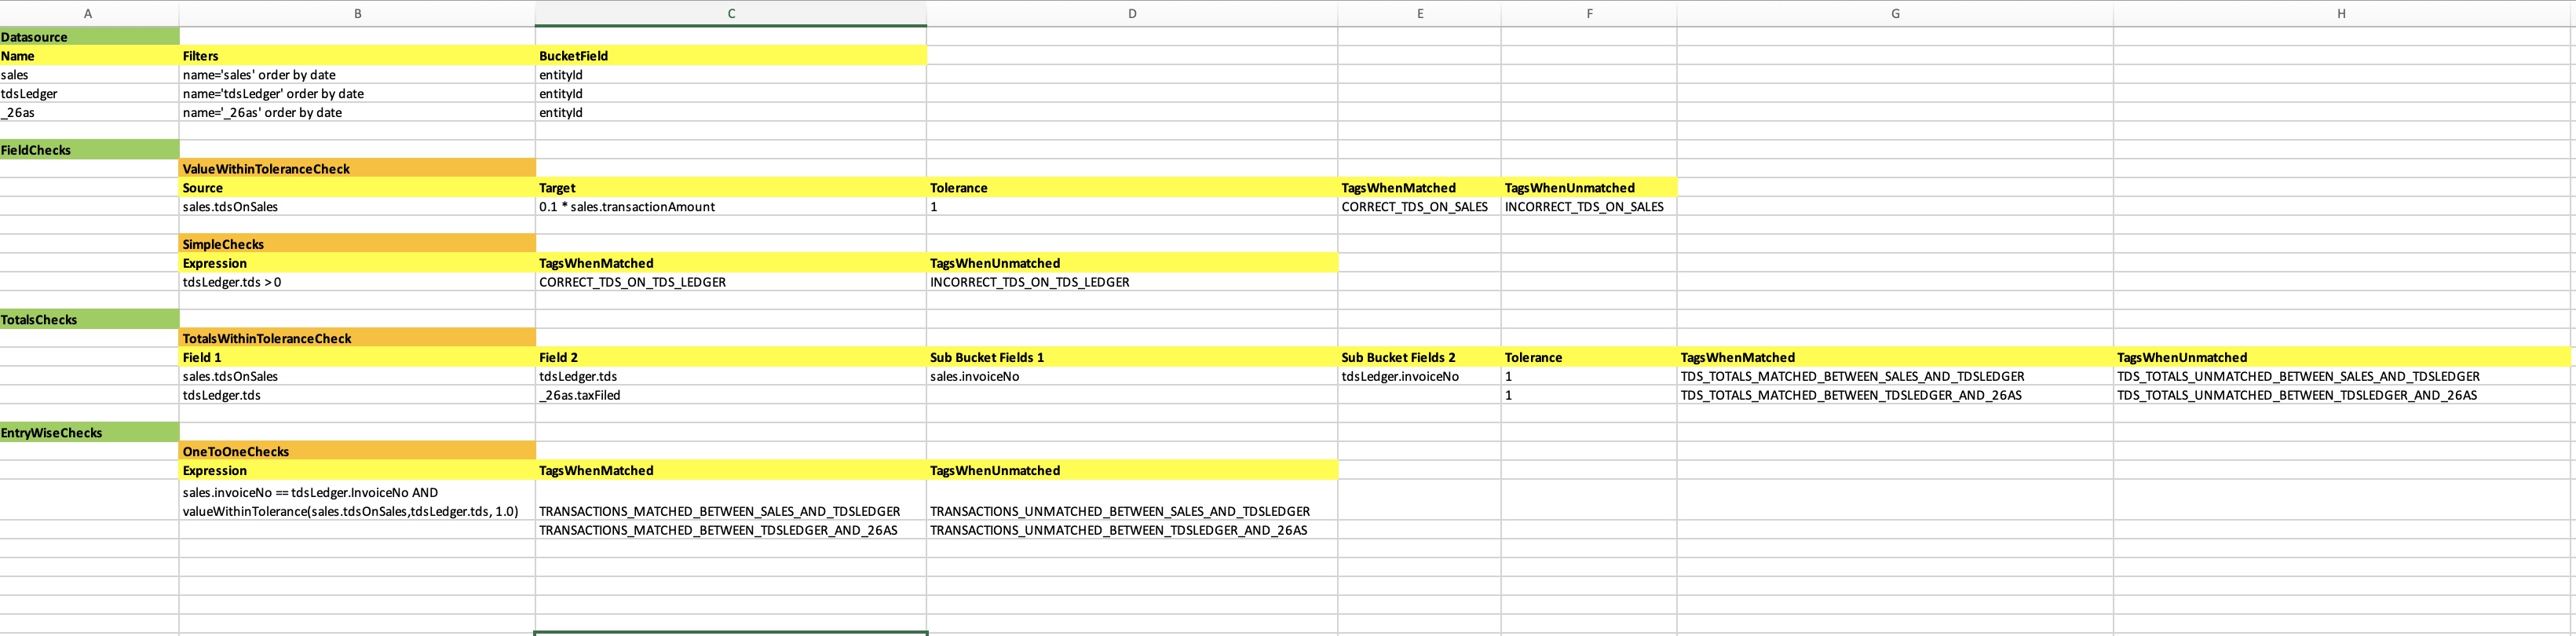 A B C D E F G H
Datasource
Name Filters BucketField
sales name='sales' order by date entityId
tdsLedger name='tdsLedger' order by date entityId
_26as name='_26as' order by date entityId
FieldChecks
ValueWithinToleranceCheck
Source Target Tolerance TagsWhenMatched TagsWhenUnmatched
sales.tdsOnSales 0.1 * sales.transactionAmount 1 CORRECT_TDS_ON_SALES INCORRECT_TDS_ON_SALES
SimpleChecks
Expression TagsWhenMatched TagsWhenUnmatched
tdsLedger.tds > 0 CORRECT_TDS_ON_TDS_LEDGER INCORRECT_TDS_ON_TDS_LEDGER
TotalsChecks
TotalsWithinToleranceCheck
Field 1 Field 2 Sub Bucket Fields 1 Sub Bucket Fields 2 Tolerance TagsWhenMatched TagsWhenUnmatched
sales.tdsOnSales tdsLedger.tds sales.invoiceNo tdsLedger.invoiceNo 1 TDS_TOTALS_MATCHED_BETWEEN_SALES_AND_TDSLEDGER TDS_TOTALS_UNMATCHED_BETWEEN_SALES_AND_TDSLEDGER
tdsLedger.tds _26as.taxFiled 1 TDS_TOTALS_MATCHED_BETWEEN_TDSLEDGER_AND_26AS TDS_TOTALS_UNMATCHED_BETWEEN_TDSLEDGER_AND_26AS
EntryWiseChecks
OneToOneChecks
Expression TagsWhenMatched TagsWhenUnmatched
sales.invoiceNo == tdsLedger.InvoiceNo AND
valueWithinTolerance(sales.tdsOnSales,tdsLedger.tds, 1.0) TRANSACTIONS_MATCHED_BETWEEN_SALES_AND_TDSLEDGER TRANSACTIONS_UNMATCHED_BETWEEN_SALES_AND_TDSLEDGER
TRANSACTIONS_MATCHED_BETWEEN_TDSLEDGER_AND_26AS TRANSACTIONS_UNMATCHED_BETWEEN_TDSLEDGER_AND_26AS